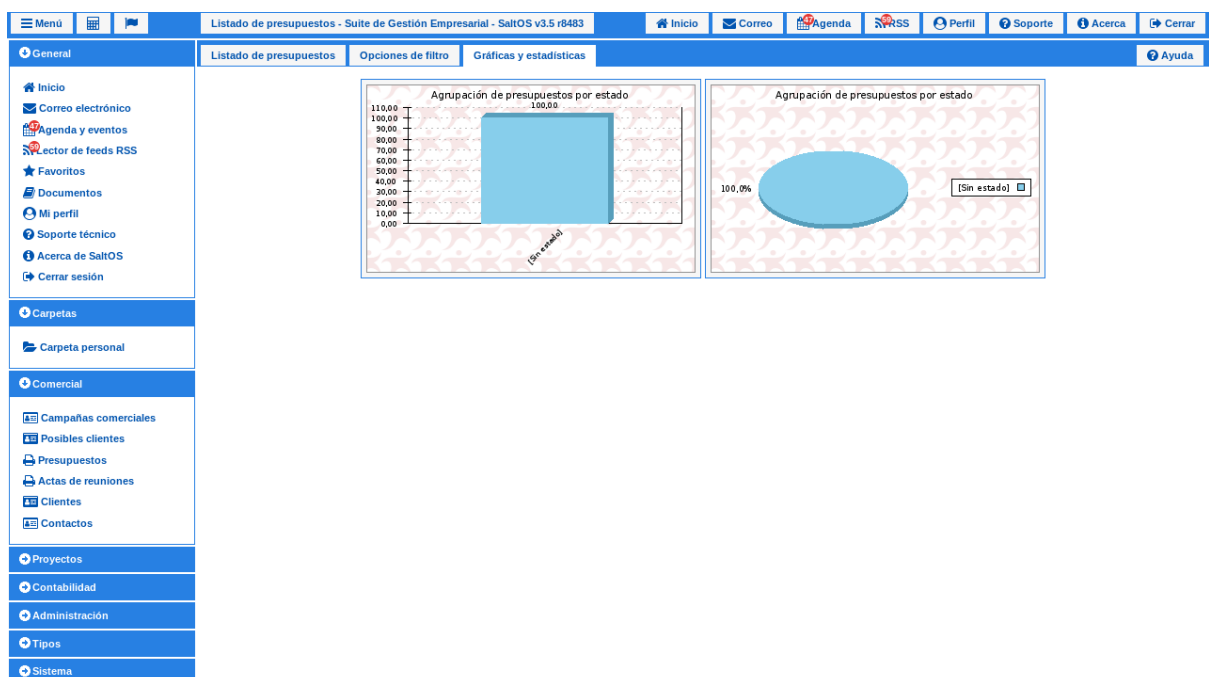 Menú
Listado de presupuestos - Suite de Gestión Empresarial - SaltOS v3.5 r8483
Inicio
Correo
47
Agenda
59
RSS
Perfil
Soporte
Acerca
Cerrar
General
Inicio
Correo electrónico
47
Agenda y eventos
59
Lector de feeds RSS
Favoritos
Documentos
Mi perfil
Soporte técnico
Acerca de SaltOS
Cerrar sesión
Carpetas
Carpeta personal
Comercial
Campañas comerciales
Posibles clientes
Presupuestos
Actas de reuniones
Clientes
Contactos
Proyectos
Contabilidad
Administración
Tipos
Sistema
Listado de presupuestos
Opciones de filtro
Gráficas y estadísticas
Ayuda
Agrupación de presupuestos por estado
100,00
110,00
100,00
90,00
80,00
70,00
60,00
50,00
40,00
30,00
20,00
10,00
0,00
[Sin estado]
Agrupación de presupuestos por estado
100,0%
[Sin estado]